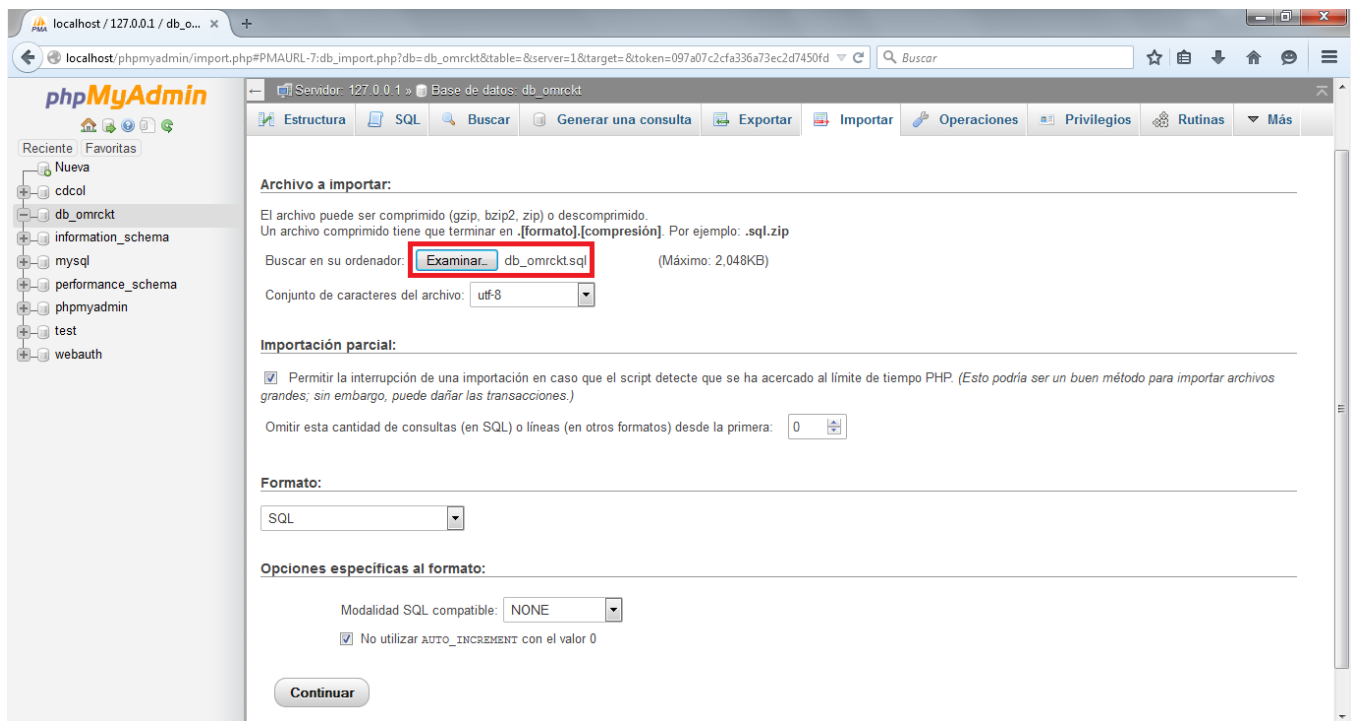 localhost / 127.0.0.1 / db_o...
localhost/phpmyadmin/import.php#PMAURL-7:db_import.php?db=db_omrckt&table=&server=1&target=&token=097a07c2cfa336a73ec2d7450fd
Buscar
phpMyAdmin
Reciente Favoritas
Nueva
cdcol
db_omrckt
information_schema
mysql
performance_schema
phpmyadmin
test
webauth
Servidor: 127.0.0.1 » Base de datos: db_omrckt
Estructura SQL Buscar Generar una consulta Exportar Importar Operaciones Privilegios Rutinas Más
Archivo a importar:
El archivo puede ser comprimido (gzip, bzip2, zip) o descomprimido.
Un archivo comprimido tiene que terminar en .[formato].[compresión]. Por ejemplo: .sql.zip
Buscar en su ordenador: Examinar... db_omrckt.sql (Máximo: 2,048KB)
Conjunto de caracteres del archivo: utf-8
Importación parcial:
Permitir la interrupción de una importación en caso que el script detecte que se ha acercado al límite de tiempo PHP. (Esto podría ser un buen método para importar archivos
grandes; sin embargo, puede dañar las transacciones.)
Omitir esta cantidad de consultas (en SQL) o líneas (en otros formatos) desde la primera: 0
Formato:
SQL
Opciones específicas al formato:
Modalidad SQL compatible: NONE
No utilizar AUTO_INCREMENT con el valor 0
Continuar